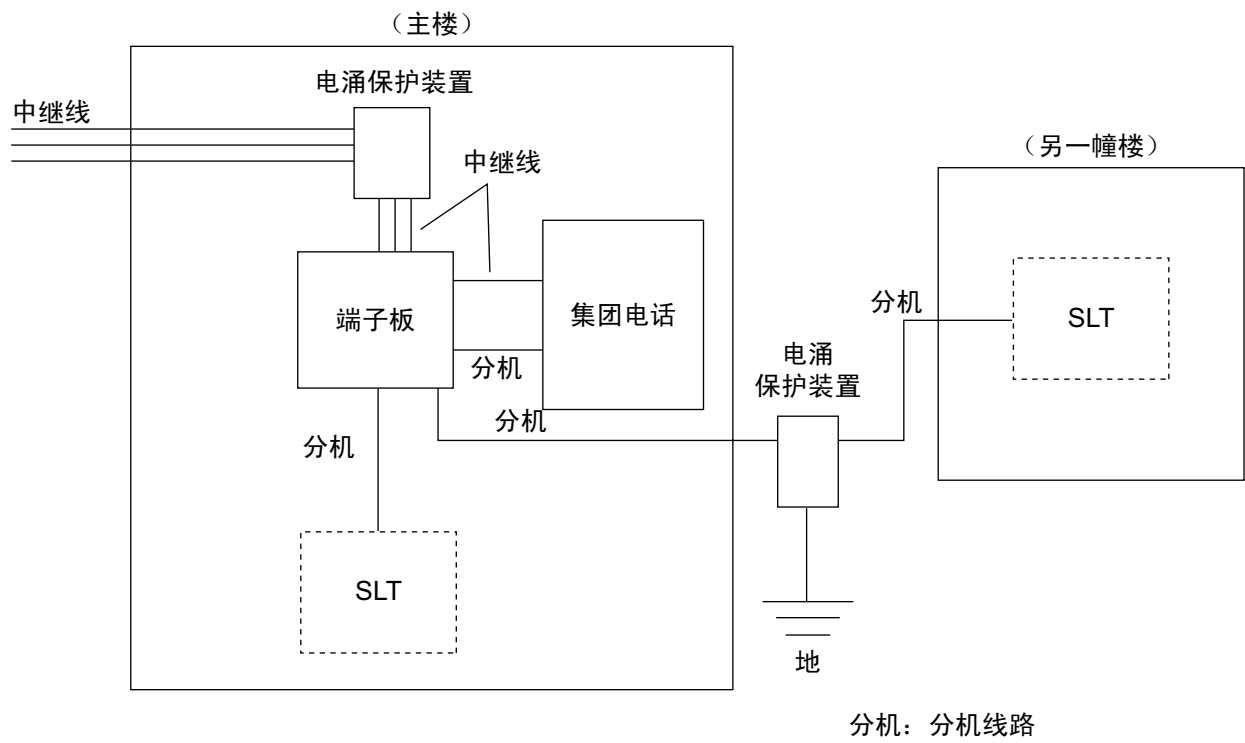 （主楼）
电涌保护装置
中继线
中继线
（另一幢楼）
端子板
集团电话
分机
SLT
分机
电涌
保护装置
分机
分机
SLT
地
分机：分机线路